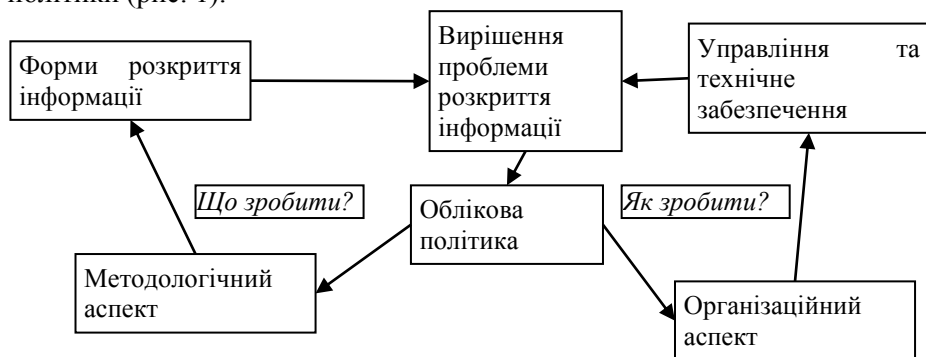 політики (рис. 1).
Форми розкриття
інформації
Вирішення
проблеми
розкриття
інформації
Управління та
технічне
забезпечення
Що зробити?
Облікова
політика
Як зробити?
Методологічний
аспект
Організаційний
аспект